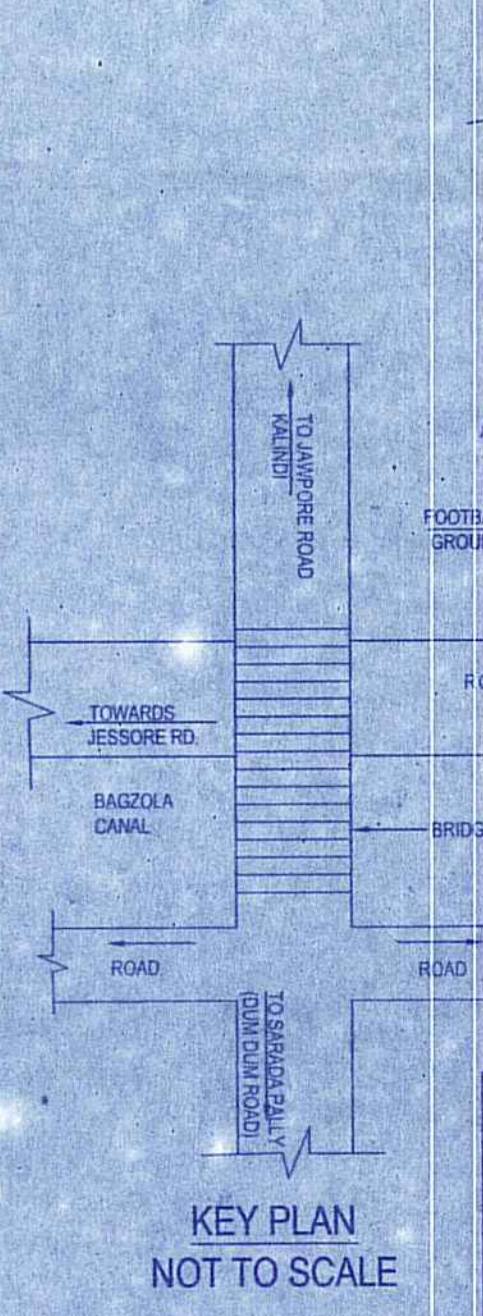 TO JAWPORE ROAD
KALINDI
TOWARDS
JESSORE RD.
BAGZOLA
CANAL
ROAD
ROAD
TO SARADA PALLY
(DUM DUM ROAD)
KEY PLAN
NOT TO SCALE